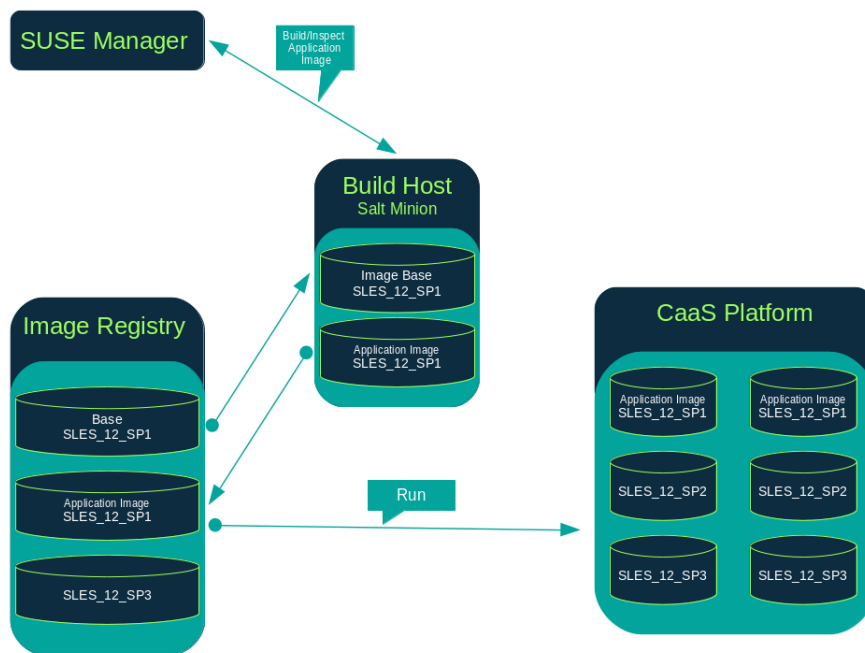 SUSE Manager
Build/Inspect
Application
Image
Build Host
Salt Minion
Image Base
SLES_12_SP1
Application Image
SLES_12_SP1
Image Registry
Base
SLES_12_SP1
Application Image
SLES_12_SP1
SLES_12_SP3
Run
CaaS Platform
Application Image
SLES_12_SP1
Application Image
SLES_12_SP1
SLES_12_SP2
SLES_12_SP2
SLES_12_SP3
SLES_12_SP3